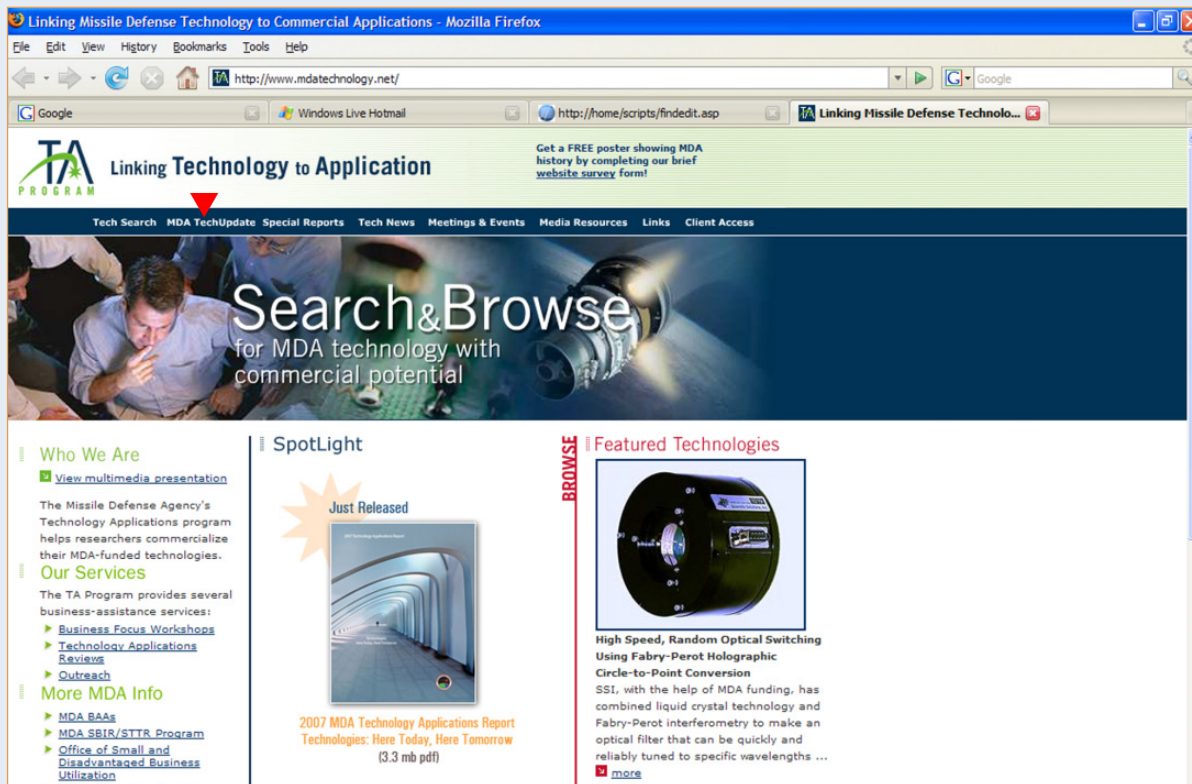 Linking Missile Defense Technology to Commercial Applications - Mozilla Firefox
File Edit View History Bookmarks Tools Help
http://www.mdatechnology.net/
G Google
G Google
Windows Live Hotmail
http://home/scripts/findedit.asp
TA Linking Missile Defense Technolo...
TA
PROGRAM
Linking Technology to Application
Get a FREE poster showing MDA
history by completing our brief
website survey form!
Tech Search MDA TechUpdate Special Reports Tech News Meetings & Events Media Resources Links Client Access
Search&Browse
for MDA technology with
commercial potential
Who We Are
View multimedia presentation
The Missile Defense Agency's
Technology Applications program
helps researchers commercialize
their MDA-funded technologies.
Our Services
The TA Program provides several
business-assistance services:
Business Focus Workshops
Technology Applications
Reviews
Outreach
More MDA Info
MDA BAAs
MDA SBIR/STTR Program
Office of Small and
Disadvantaged Business
Utilization
SpotLight
Just Released
2007 Technology Applications Report
2007 MDA Technology Applications Report
Technologies: Here Today, Here Tomorrow
(3.3 mb pdf)
BROWSE
Featured Technologies
High Speed, Random Optical Switching
Using Fabry-Perot Holographic
Circle-to-Point Conversion
SSI, with the help of MDA funding, has
combined liquid crystal technology and
Fabry-Perot interferometry to make an
optical filter that can be quickly and
reliably tuned to specific wavelengths ...
more